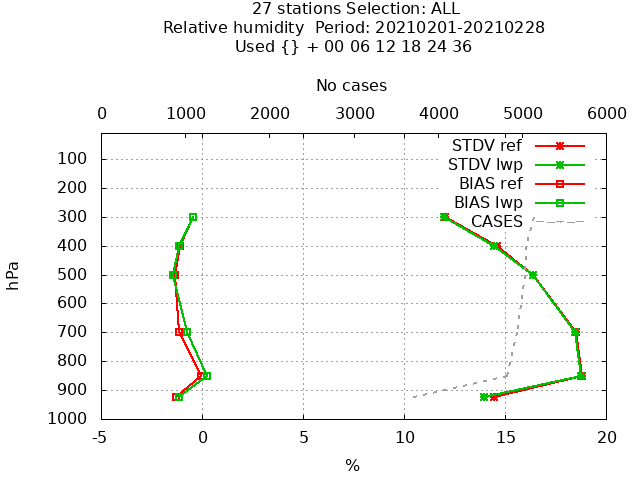 27 stations Selection: ALL
Relative humidity  Period: 20210201-20210228
Used {} + 00 06 12 18 24 36
No cases
0 1000 2000 3000 4000 5000 6000
STDV ref
STDV lwp
BIAS ref
BIAS lwp
CASES
hPa
100
200
300
400
500
600
700
800
900
1000
-5 0 5 10 15 20
%